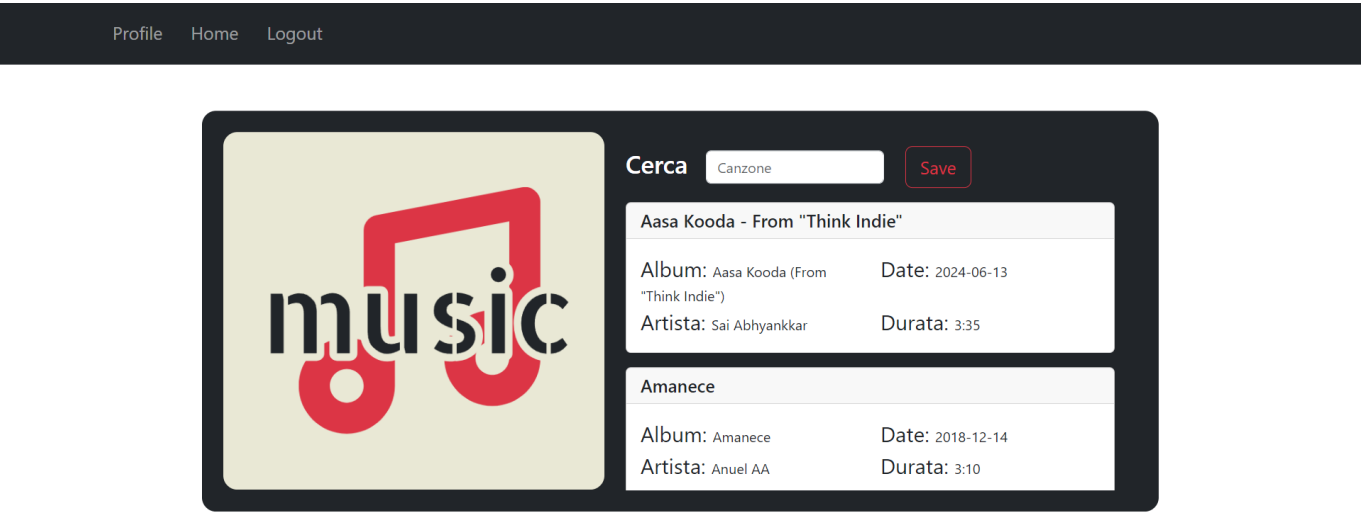 Profile Home Logout
music
Cerca Canzone Save
Aasa Kooda - From "Think Indie"
Album: Aasa Kooda (From Date: 2024-06-13
"Think Indie")
Artista: Sai Abhyankkar Durata: 3:35
Amanece
Album: Amanece Date: 2018-12-14
Artista: Anuel AA Durata: 3:10